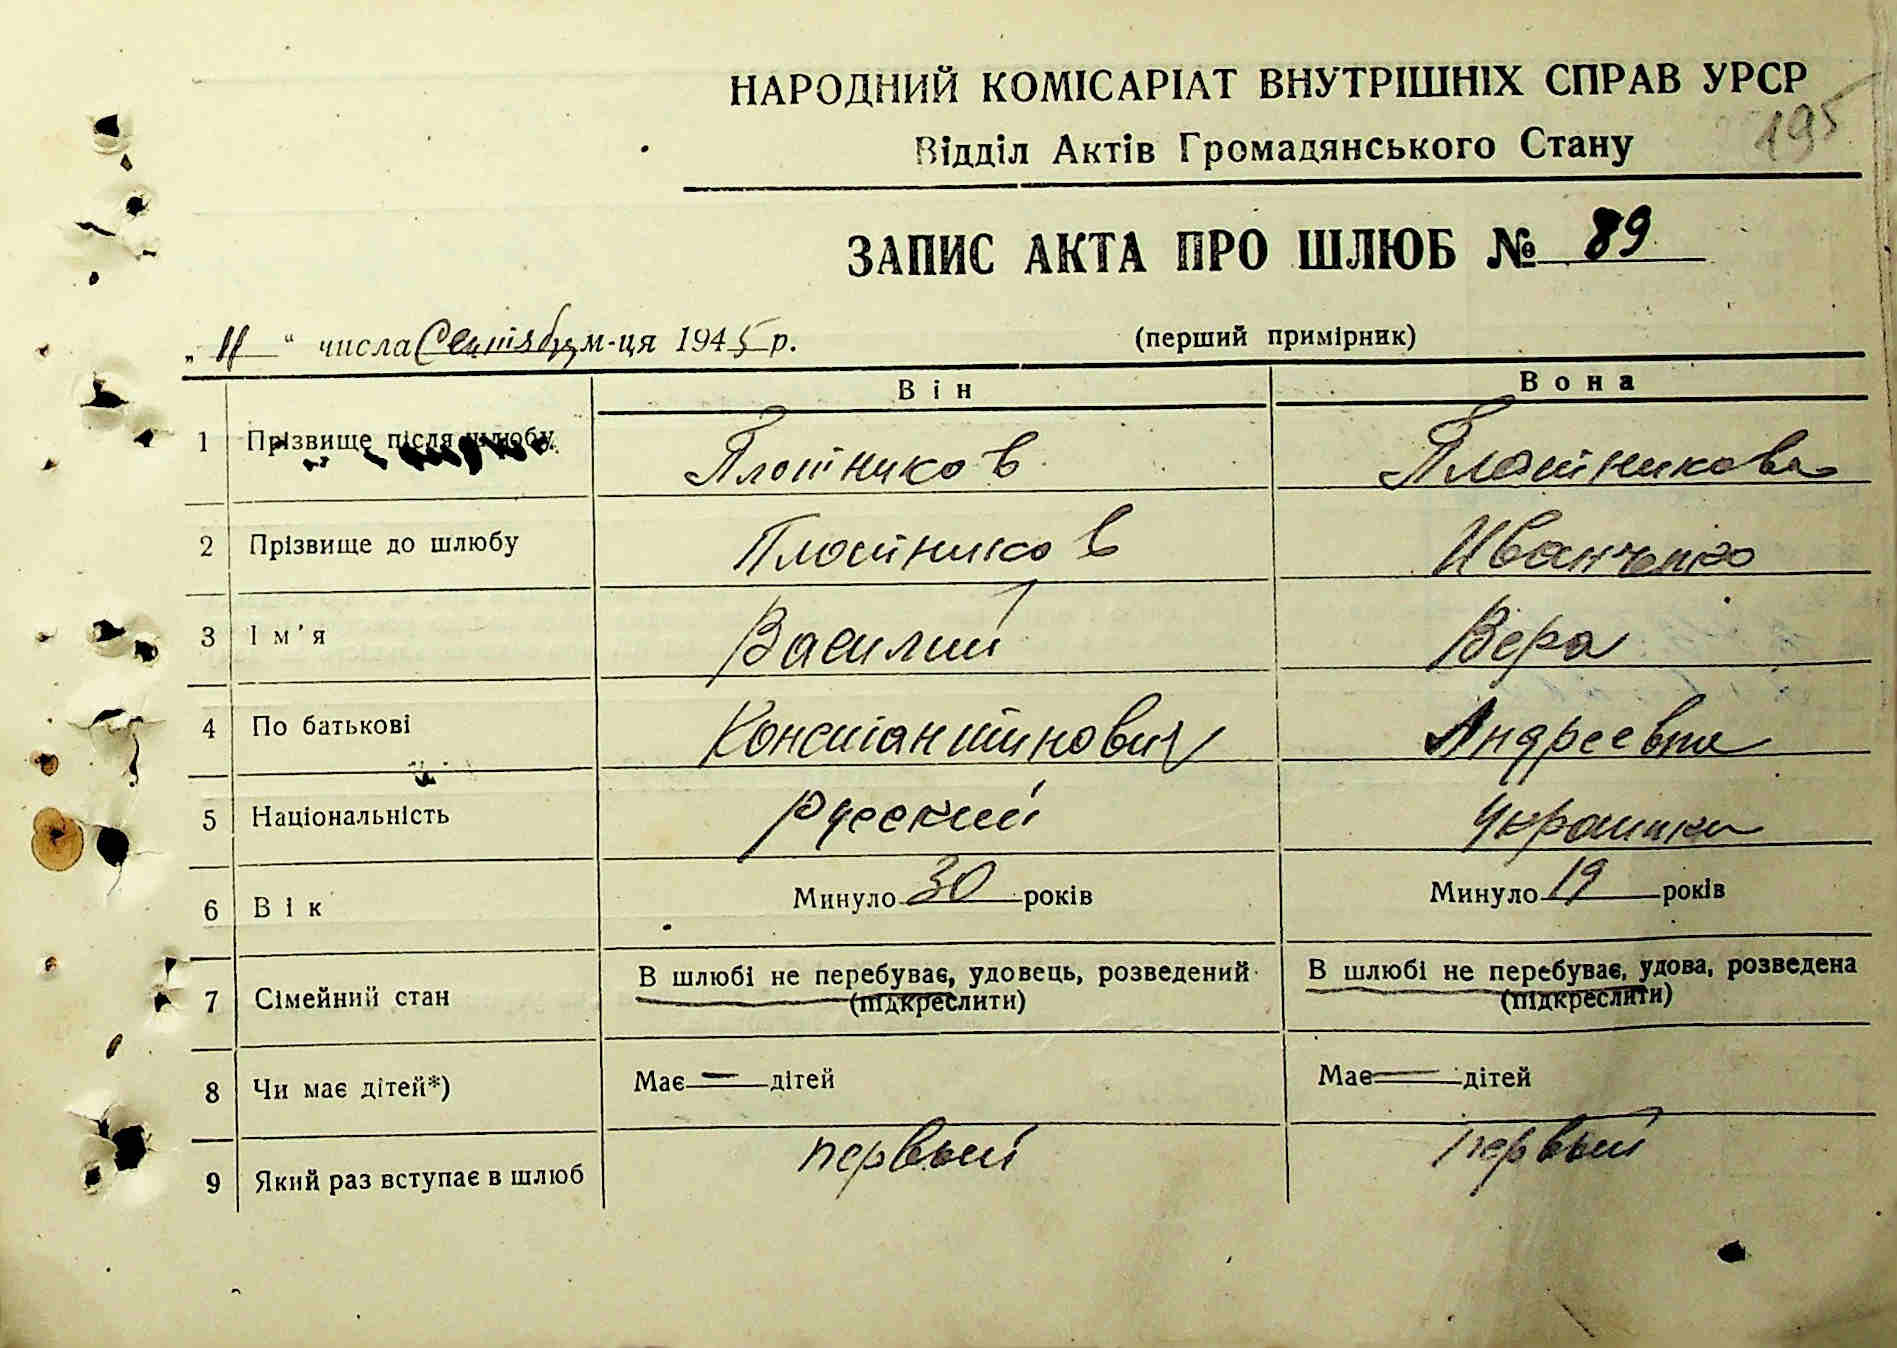 НАРОДНИЙ КОМІСАРІАТ ВНУТРІШНІХ СПРАВ УРСР
195
Відділ Актів Громадянського Стану
ЗАПИС АКТА ПРО ШЛЮБ № 89
„11“ числа Сентября м-ця 1945 р. (перший примірник)
Він Вона
1 Прізвище після шлюбу Плотников Плотникова
2 Прізвище до шлюбу Плотников Иванченко
3 Ім’я Василий Вера
4 По батькові Константинович Андреевна
5 Національність русский Украинка
6 Вік Минуло 30 років Минуло 19 років
7 Сімейний стан В шлюбі не перебуває, удовець, розведений В шлюбі не перебуває, удова, розведена
(підкреслити) (підкреслити)
8 Чи має дітей*) Має — дітей Має — дітей
9 Який раз вступає в шлюб первый первый